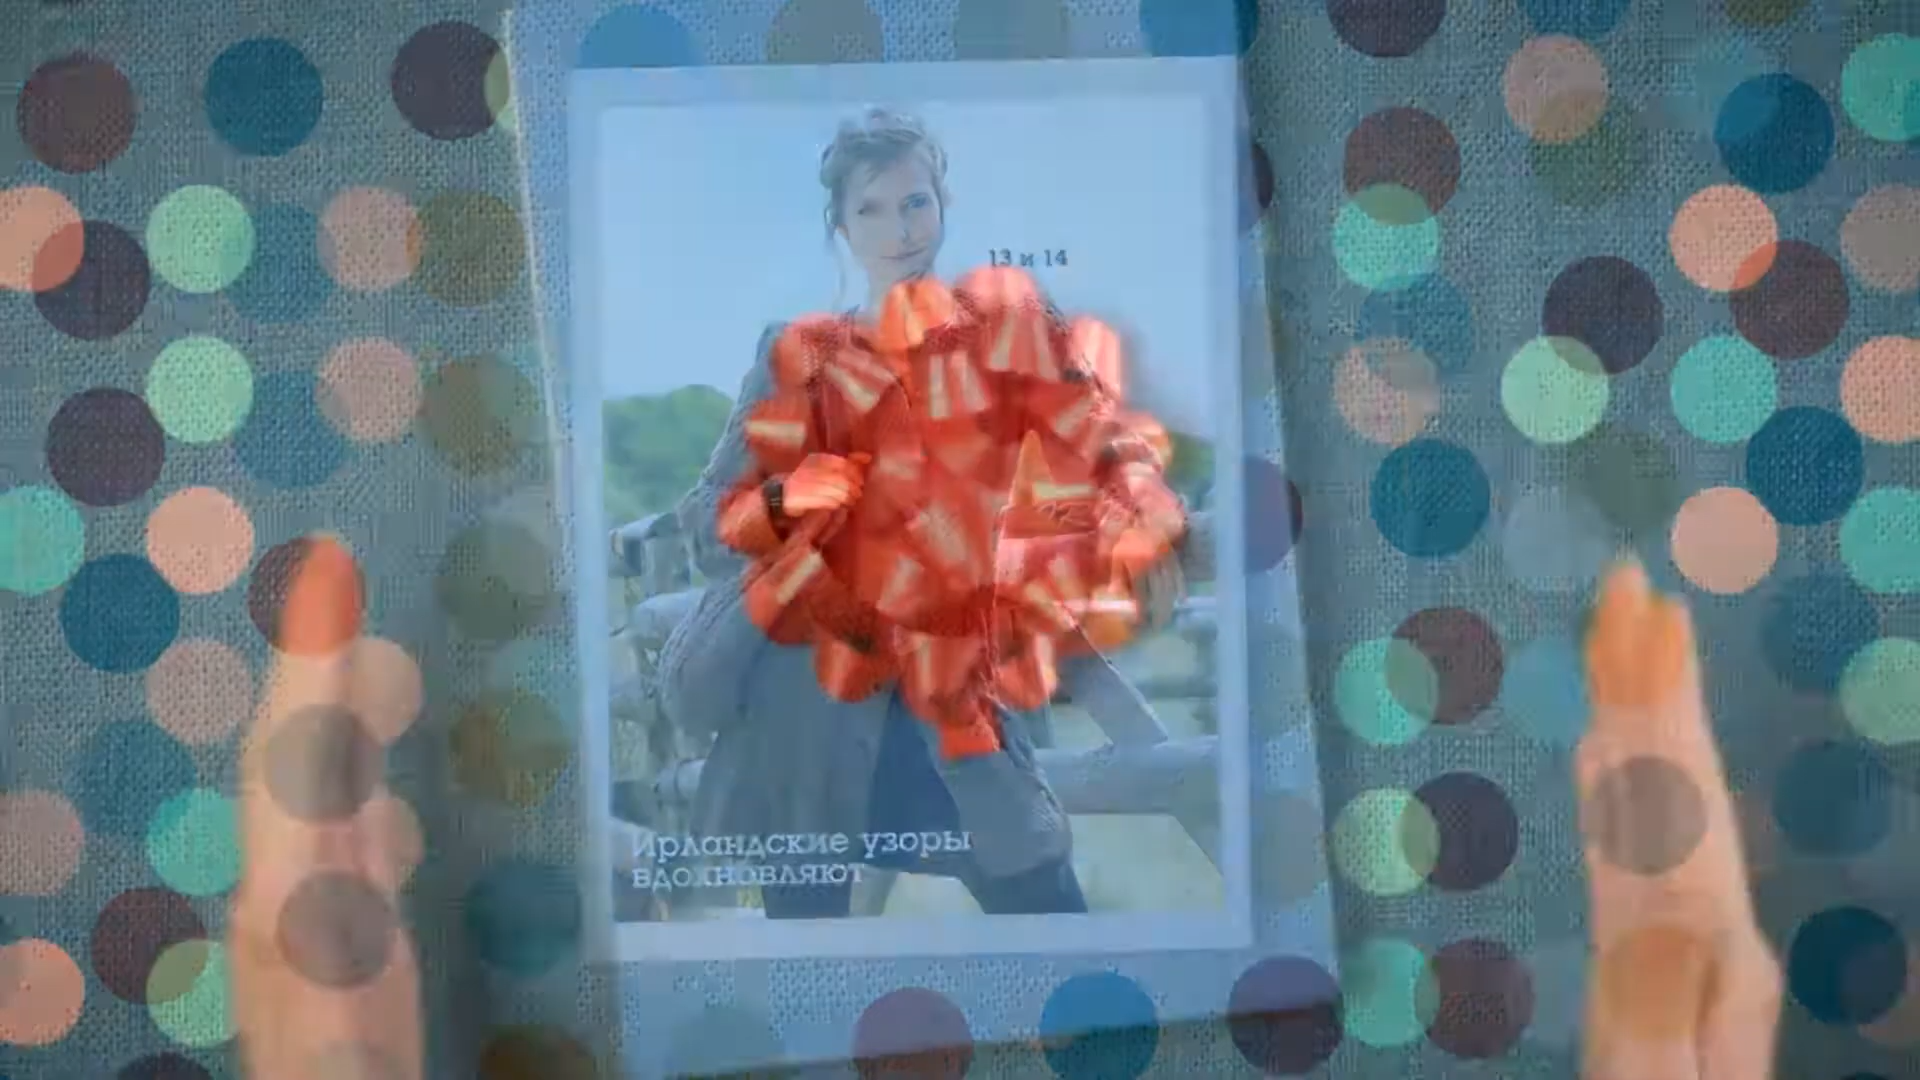 13 и 14
Ирландские узоры
вдохновляют